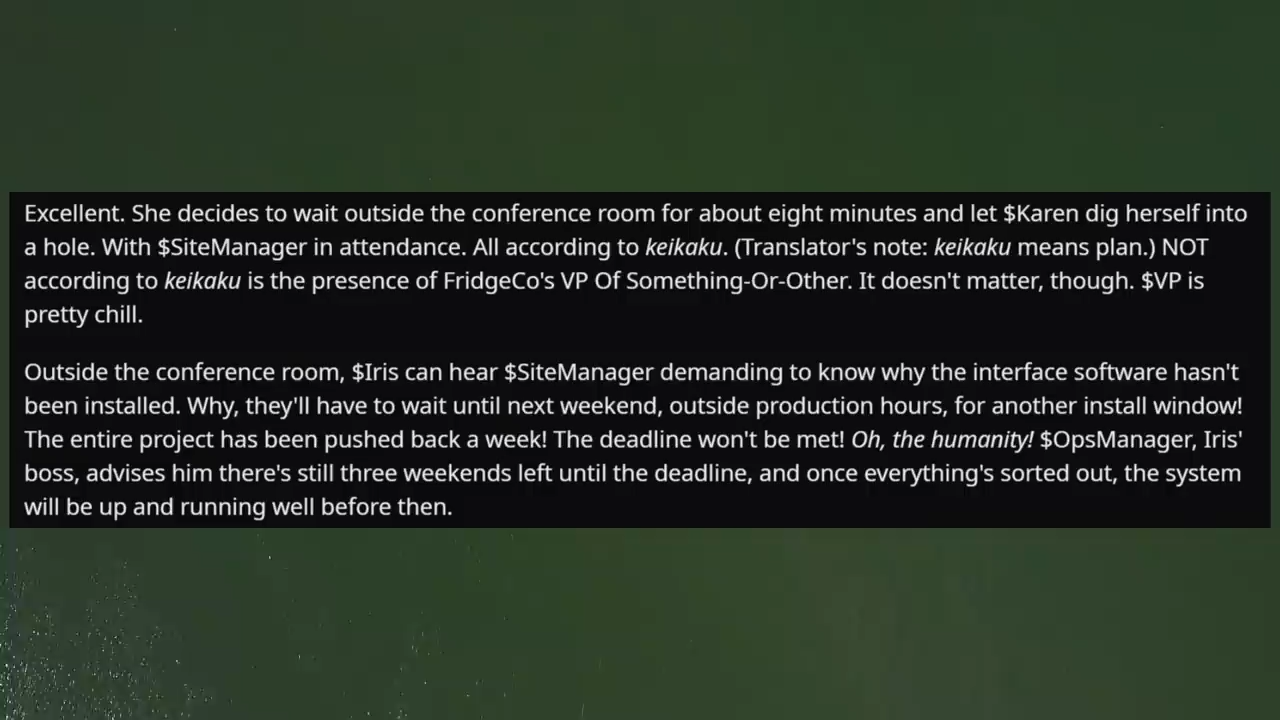 Excellent. She decides to wait outside the conference room for about eight minutes and let $Karen dig herself into
a hole. With $SiteManager in attendance. All according to keikaku. (Translator's note: keikaku means plan.) NOT
according to keikaku is the presence of FridgeCo's VP Of Something-Or-Other. It doesn't matter, though. $VP is
pretty chill.
Outside the conference room, $Iris can hear $SiteManager demanding to know why the interface software hasn't
been installed. Why, they'll have to wait until next weekend, outside production hours, for another install window!
The entire project has been pushed back a week! The deadline won't be met! Oh, the humanity! $OpsManager, Iris'
boss, advises him there's still three weekends left until the deadline, and once everything's sorted out, the system
will be up and running well before then.